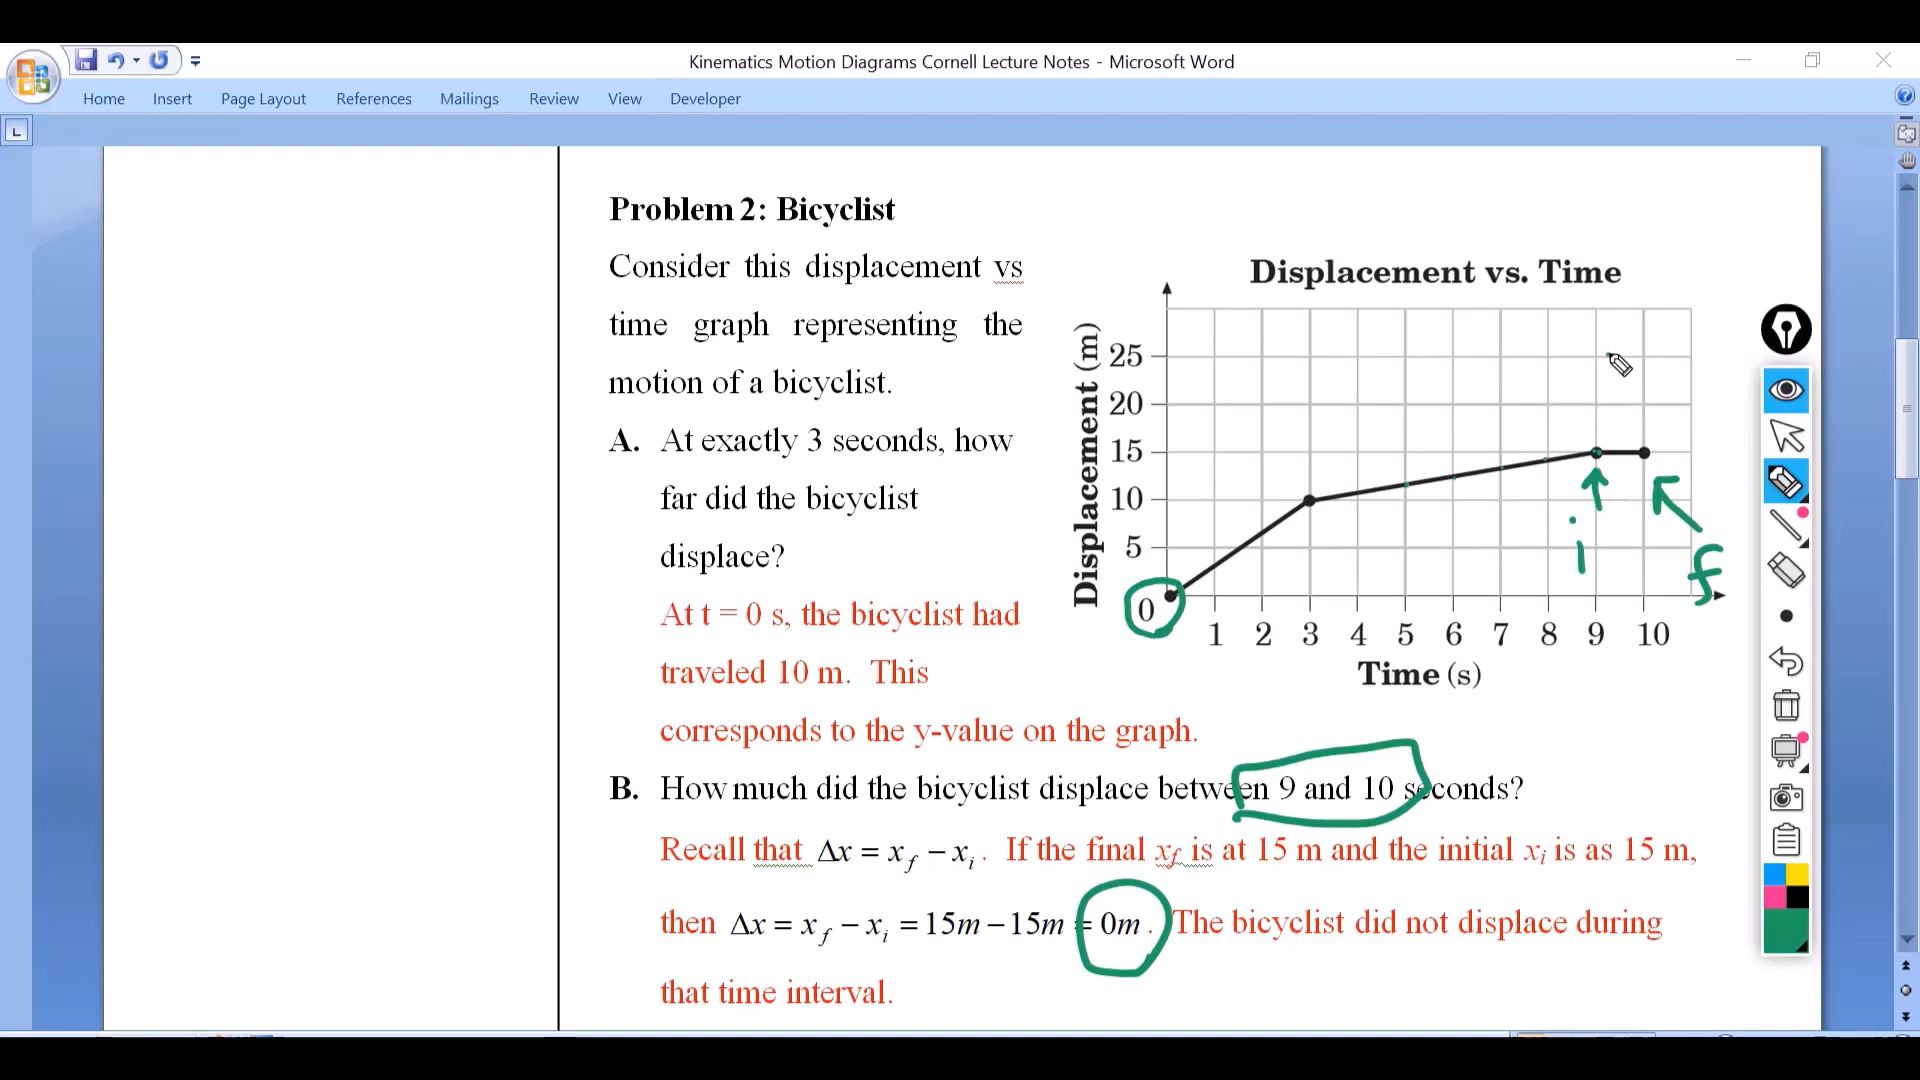 Kinematics Motion Diagrams Cornell Lecture Notes - Microsoft Word
Home Insert Page Layout References Mailings Review View Developer
Problem 2: Bicyclist
Consider this displacement vs
time graph representing the
motion of a bicyclist.
A. At exactly 3 seconds, how
far did the bicyclist
displace?
At t = 0 s, the bicyclist had
traveled 10 m. This
corresponds to the y-value on the graph.
Displacement vs. Time
Displacement (m)
25
20
15
10
5
0
i
f
1 2 3 4 5 6 7 8 9 10
Time (s)
B. How much did the bicyclist displace between 9 and 10 seconds?
Recall that Δx = x_f − x_i. If the final x_f is at 15 m and the initial x_i is as 15 m,
then Δx = x_f − x_i = 15m − 15m = 0m. The bicyclist did not displace during
that time interval.